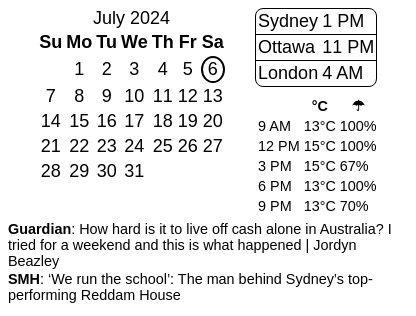 July 2024
Su Mo Tu We Th Fr Sa
1 2 3 4 5 6
7 8 9 10 11 12 13
14 15 16 17 18 19 20
21 22 23 24 25 26 27
28 29 30 31
Sydney 1 PM
Ottawa 11 PM
London 4 AM
°C ☂
9 AM 13°C 100%
12 PM 15°C 100%
3 PM 15°C 67%
6 PM 13°C 100%
9 PM 13°C 70%
Guardian: How hard is it to live off cash alone in Australia? I
tried for a weekend and this is what happened | Jordyn
Beazley
SMH: ‘We run the school’: The man behind Sydney’s top-
performing Reddam House